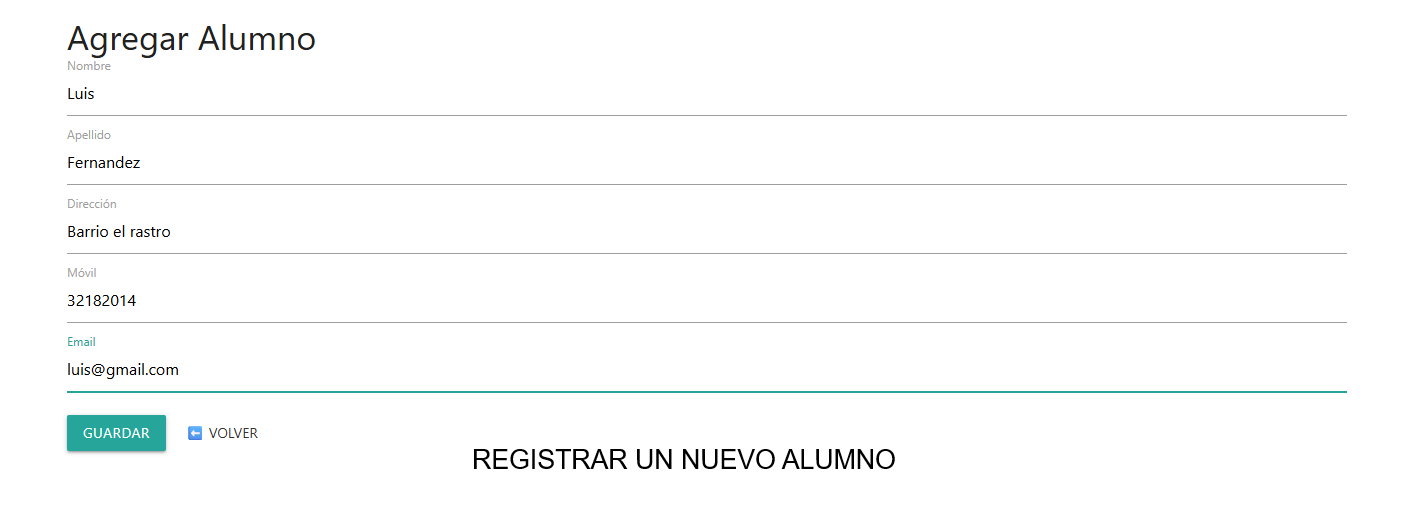 Agregar Alumno
Nombre
Luis
Apellido
Fernandez
Dirección
Barrio el rastro
Móvil
32182014
Email
luis@gmail.com
GUARDAR VOLVER
REGISTRAR UN NUEVO ALUMNO